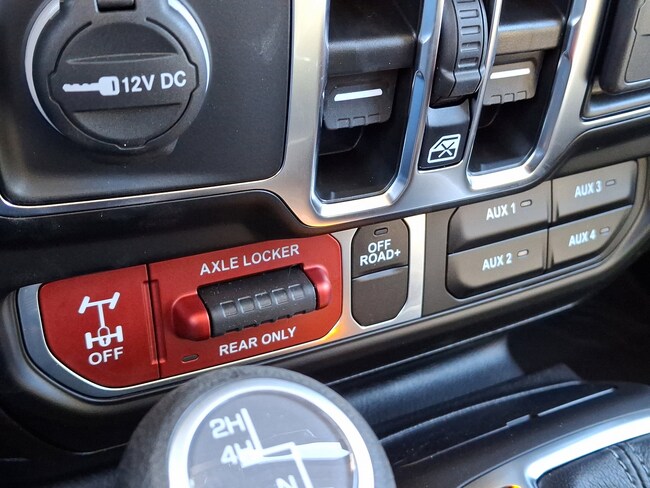 12V DC
AXLE LOCKER
REAR ONLY
OFF
OFF
ROAD+
AUX 1
AUX 3
AUX 2
AUX 4
2H
4H
N